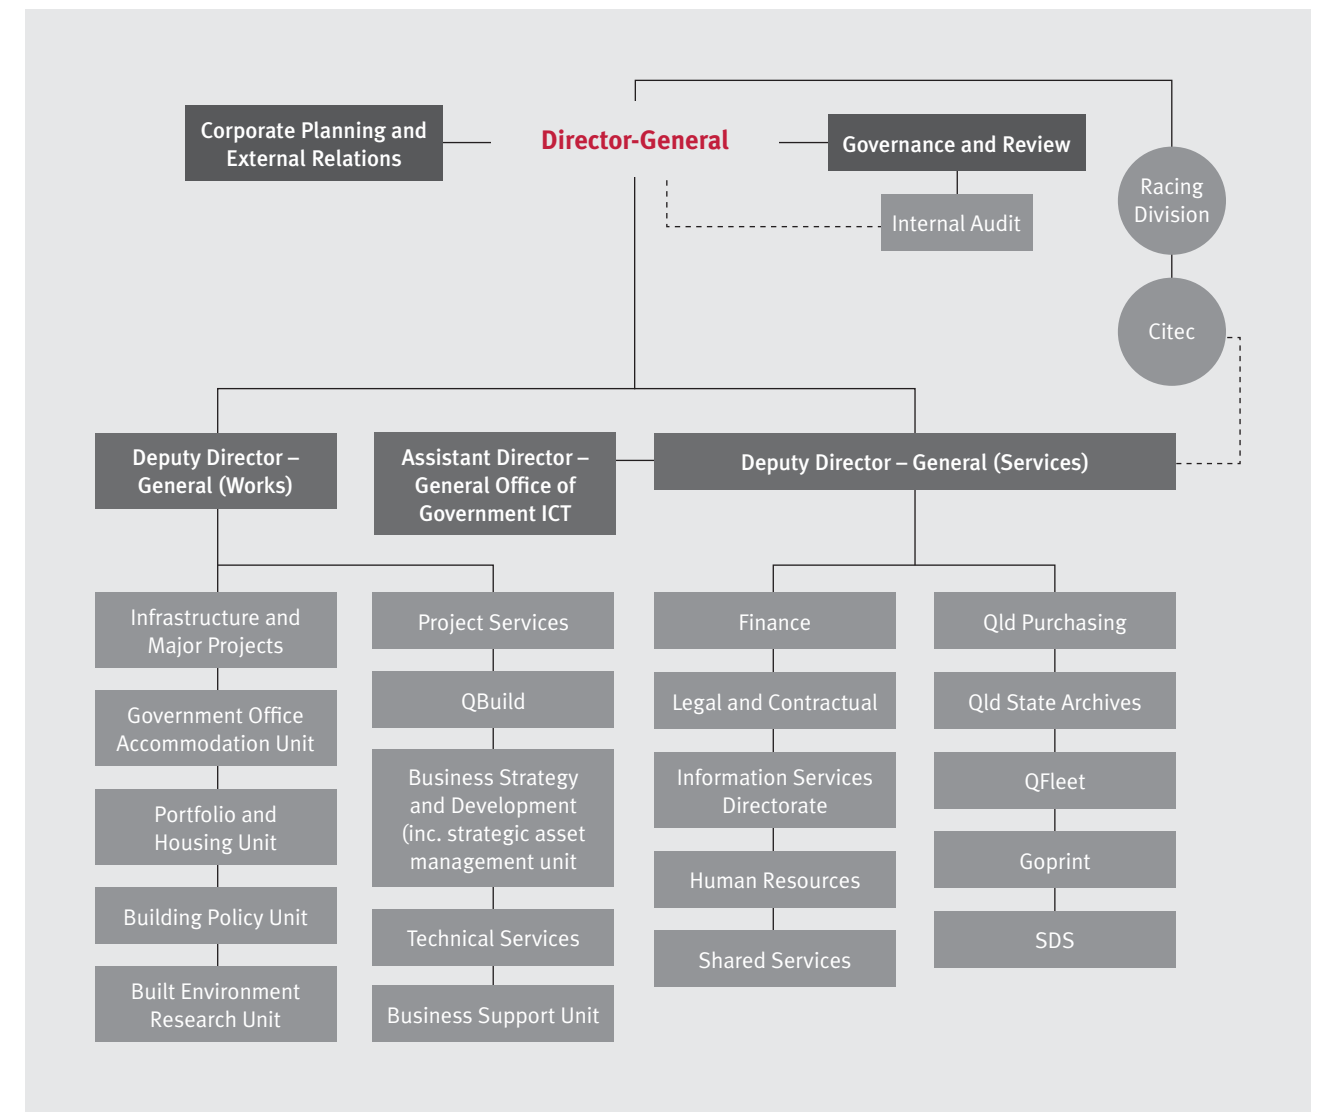 Corporate Planning and
External Relations
Director-General
Governance and Review
Internal Audit
Racing
Division
Citec
Deputy Director –
General (Works)
Assistant Director –
General Office of
Government ICT
Deputy Director – General (Services)
Infrastructure and
Major Projects
Government Office
Accommodation Unit
Portfolio and
Housing Unit
Building Policy Unit
Built Environment
Research Unit
Project Services
QBuild
Business Strategy
and Development
(inc. strategic asset
management unit
Technical Services
Business Support Unit
Finance
Legal and Contractual
Information Services
Directorate
Human Resources
Shared Services
Qld Purchasing
Qld State Archives
QFleet
Goprint
SDS